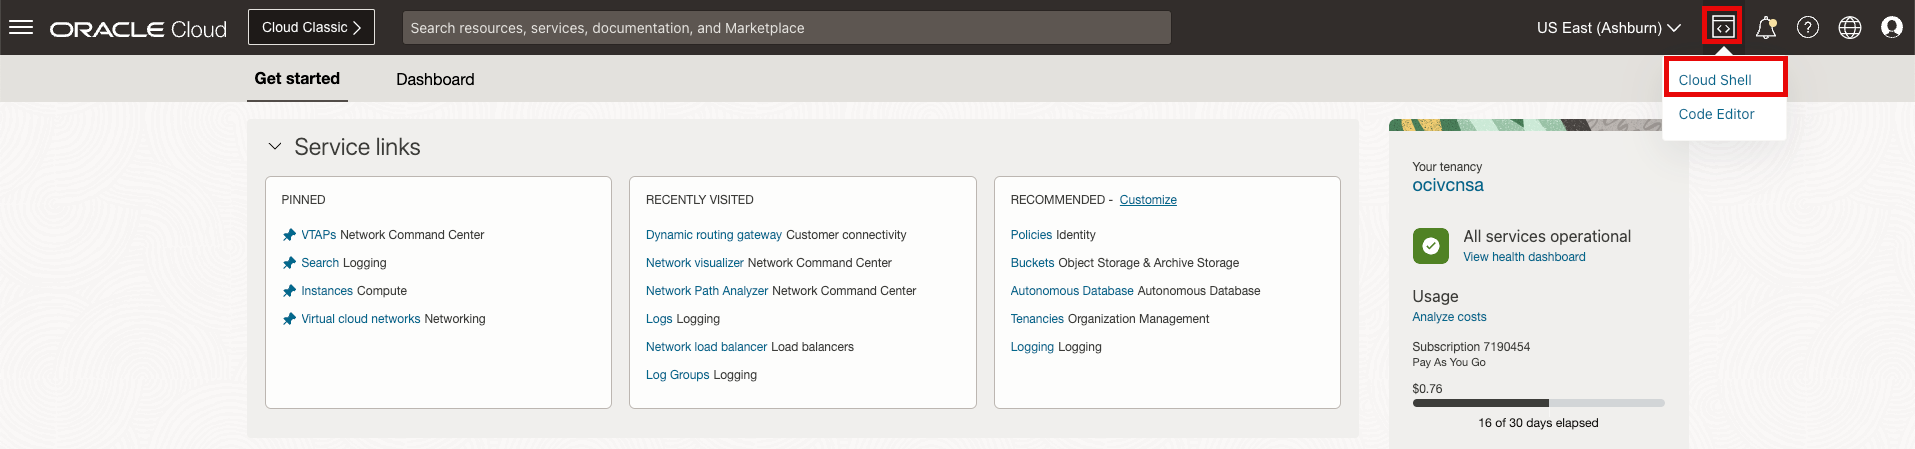 ORACLE Cloud
Cloud Classic
Search resources, services, documentation, and Marketplace
US East (Ashburn)
Cloud Shell
Code Editor
Get started
Dashboard
Service links
PINNED
VTAPs Network Command Center
Search Logging
Instances Compute
Virtual cloud networks Networking
RECENTLY VISITED
Dynamic routing gateway Customer connectivity
Network visualizer Network Command Center
Network Path Analyzer Network Command Center
Logs Logging
Network load balancer Load balancers
Log Groups Logging
RECOMMENDED - Customize
Policies Identity
Buckets Object Storage & Archive Storage
Autonomous Database Autonomous Database
Tenancies Organization Management
Logging Logging
Your tenancy
ocivcnsa
All services operational
View health dashboard
Usage
Analyze costs
Subscription 7190454
Pay As You Go
$0.76
16 of 30 days elapsed